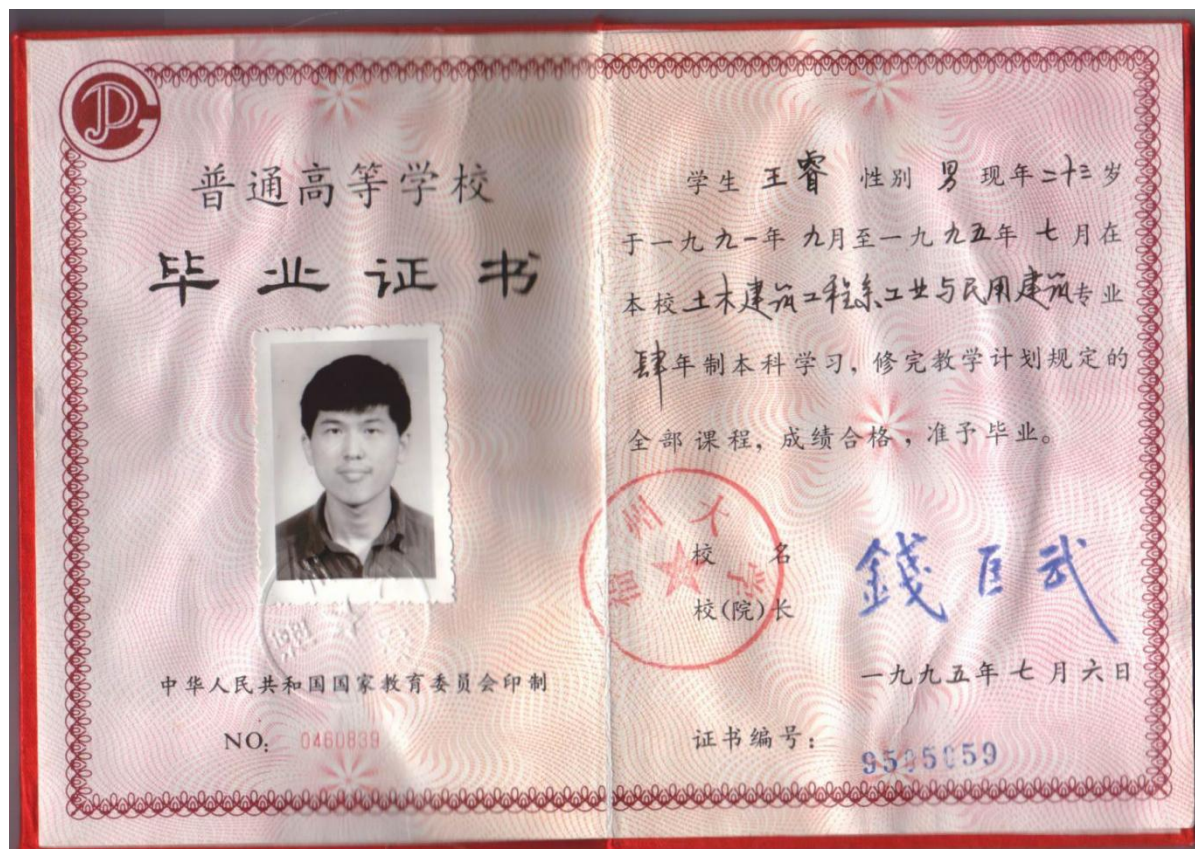 普通高等学校
毕业证书
中华人民共和国国家教育委员会印制
NO: 0460839
学生 王睿 性别 男 现年二十三岁
于一九九一年 九月至一九九五年 七月在
本校土木建筑工程系工业与民用建筑专业
肆年制本科学习，修完教学计划规定的
全部课程，成绩合格，准予毕业。
州大学
校 名
校(院)长
錢匡武
一九九五年七月六日
证书编号：
9505059